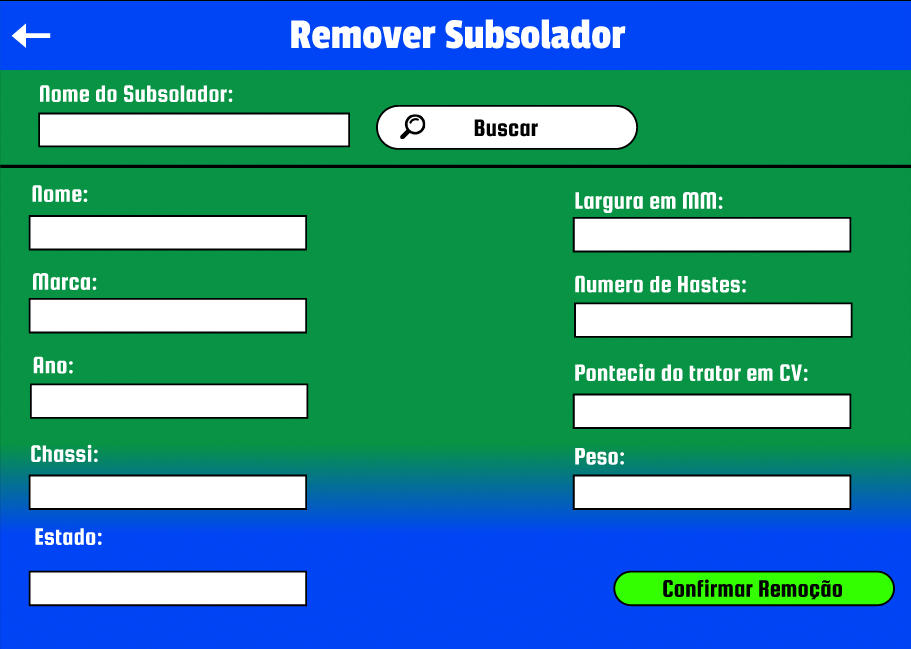 Remover Subsolador
Nome do Subsolador:
Buscar
Nome:
Marca:
Ano:
Chassi:
Estado:
Largura em MM:
Numero de Hastes:
Pontecia do trator em CV:
Peso:
Confirmar Remoção